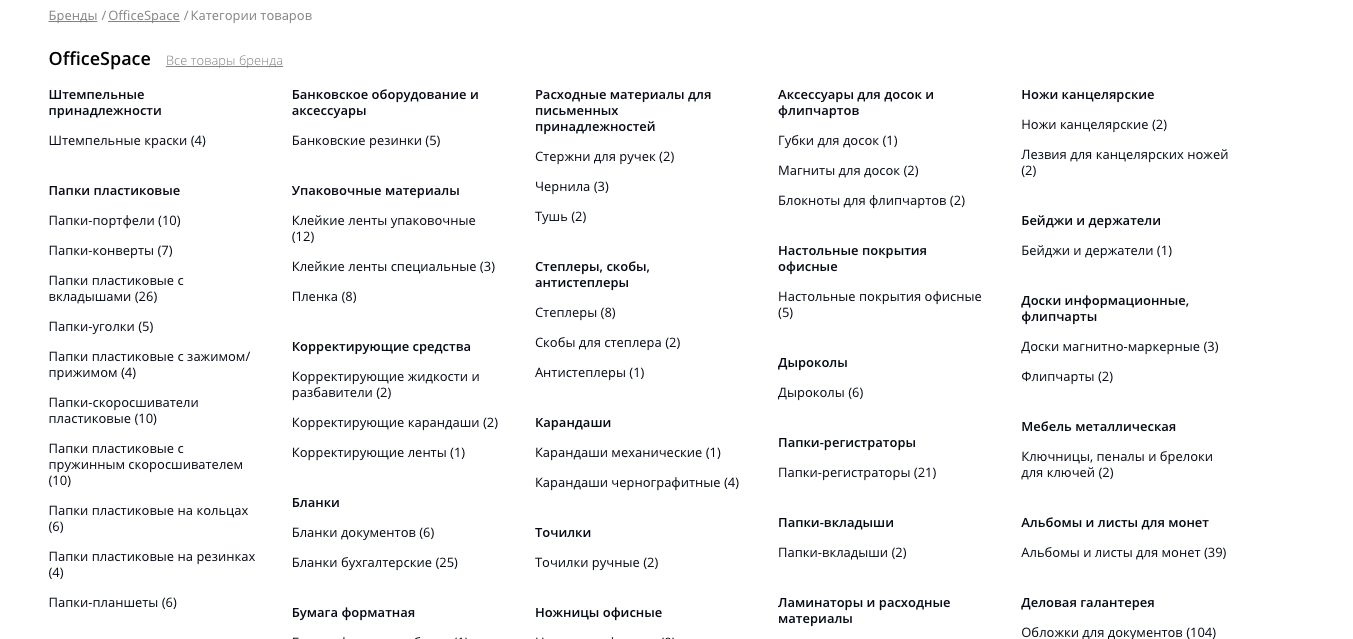 Бренды / OfficeSpace / Категории товаров
OfficeSpace Все товары бренда
Штемпельные
принадлежности
Штемпельные краски (4)
Папки пластиковые
Папки-портфели (10)
Папки-конверты (7)
Папки пластиковые с
вкладышами (26)
Папки-уголки (5)
Папки пластиковые с зажимом/
прижимом (4)
Папки-скоросшиватели
пластиковые (10)
Папки пластиковые с
пружинным скоросшивателем
(10)
Папки пластиковые на кольцах
(6)
Папки пластиковые на резинках
(4)
Папки-планшеты (6)
Банковское оборудование и
аксессуары
Банковские резинки (5)
Упаковочные материалы
Клейкие ленты упаковочные
(12)
Клейкие ленты специальные (3)
Пленка (8)
Корректирующие средства
Корректирующие жидкости и
разбавители (2)
Корректирующие карандаши (2)
Корректирующие ленты (1)
Бланки
Бланки документов (6)
Бланки бухгалтерские (25)
Бумага форматная
Расходные материалы для
письменных
принадлежностей
Стержни для ручек (2)
Чернила (3)
Тушь (2)
Степлеры, скобы,
антистеплеры
Степлеры (8)
Скобы для степлера (2)
Антистеплеры (1)
Карандаши
Карандаши механические (1)
Карандаши чернографитные (4)
Точилки
Точилки ручные (2)
Ножницы офисные
Аксессуары для досок и
флипчартов
Губки для досок (1)
Магниты для досок (2)
Блокноты для флипчартов (2)
Настольные покрытия
офисные
Настольные покрытия офисные
(5)
Дыроколы
Дыроколы (6)
Папки-регистраторы
Папки-регистраторы (21)
Папки-вкладыши
Папки-вкладыши (2)
Ламинаторы и расходные
материалы
Ножи канцелярские
Ножи канцелярские (2)
Лезвия для канцелярских ножей
(2)
Бейджи и держатели
Бейджи и держатели (1)
Доски информационные,
флипчарты
Доски магнитно-маркерные (3)
Флипчарты (2)
Мебель металлическая
Ключницы, пеналы и брелоки
для ключей (2)
Альбомы и листы для монет
Альбомы и листы для монет (39)
Деловая галантерея
Обложки для документов (104)